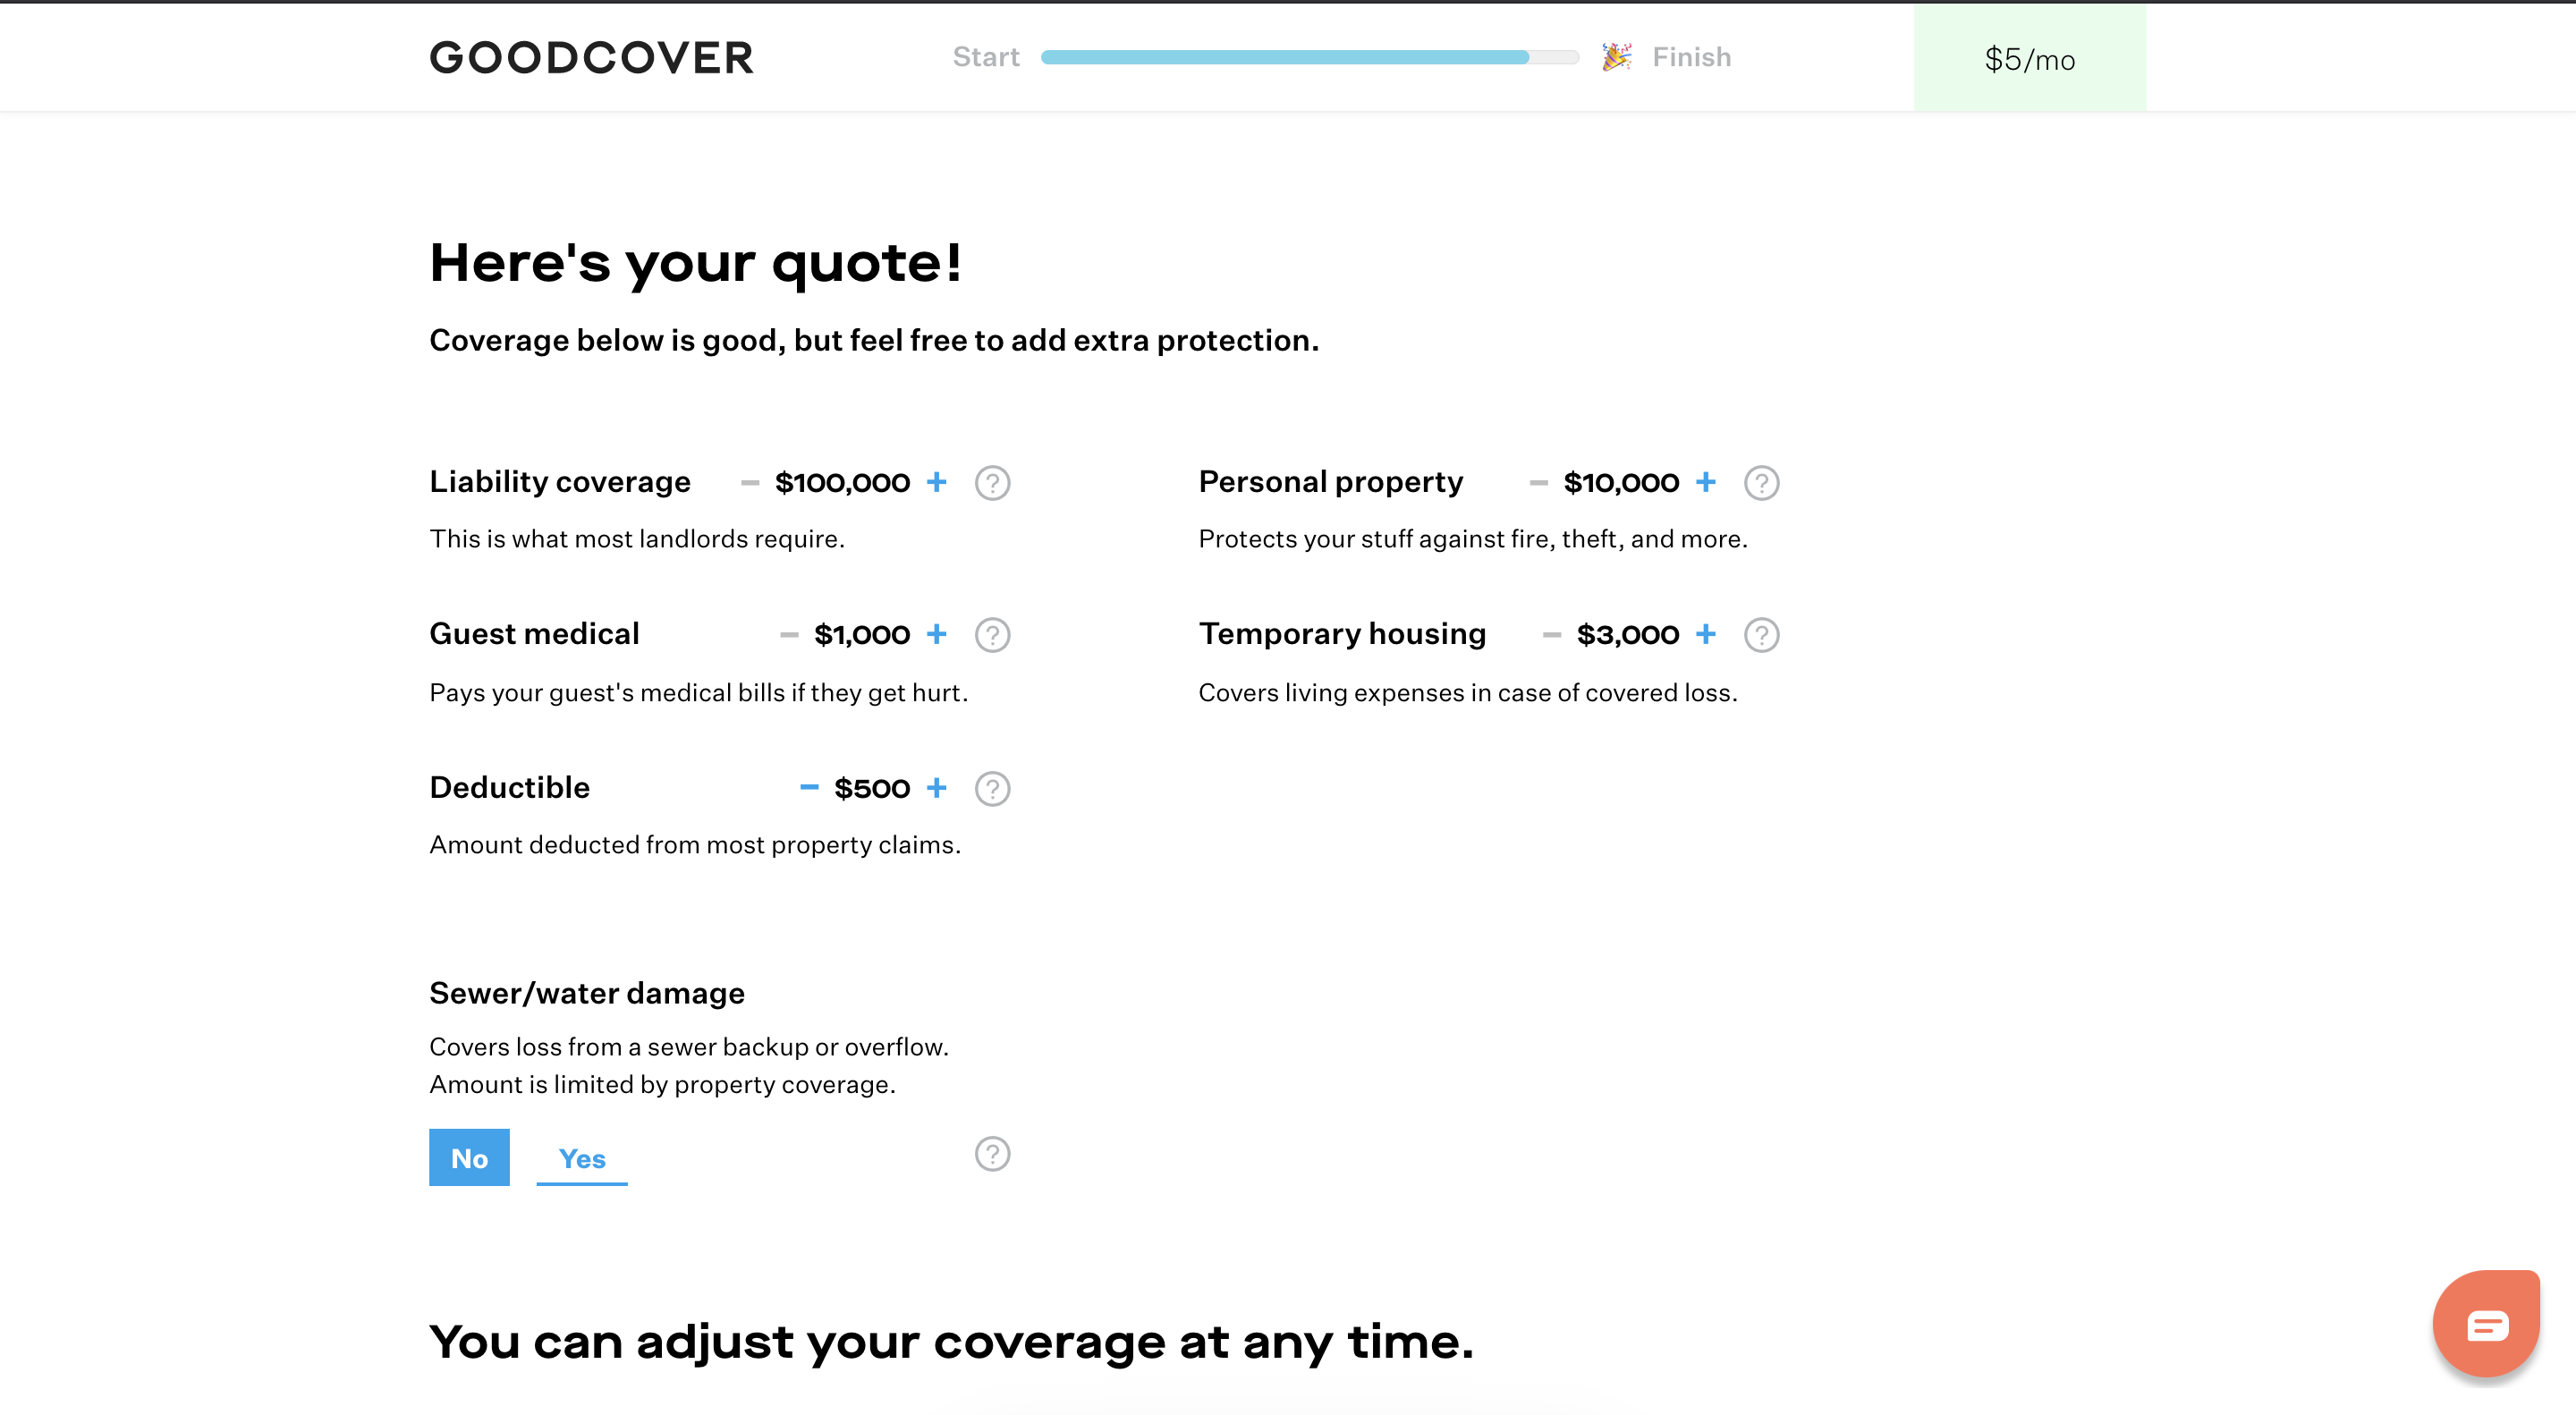 GOODCOVER
Start
Finish
$5/mo
Here's your quote!
Coverage below is good, but feel free to add extra protection.
Liability coverage − $100,000 + ?
This is what most landlords require.
Personal property − $10,000 + ?
Protects your stuff against fire, theft, and more.
Guest medical − $1,000 + ?
Pays your guest's medical bills if they get hurt.
Temporary housing − $3,000 + ?
Covers living expenses in case of covered loss.
Deductible − $500 + ?
Amount deducted from most property claims.
Sewer/water damage
Covers loss from a sewer backup or overflow.
Amount is limited by property coverage.
No Yes ?
You can adjust your coverage at any time.